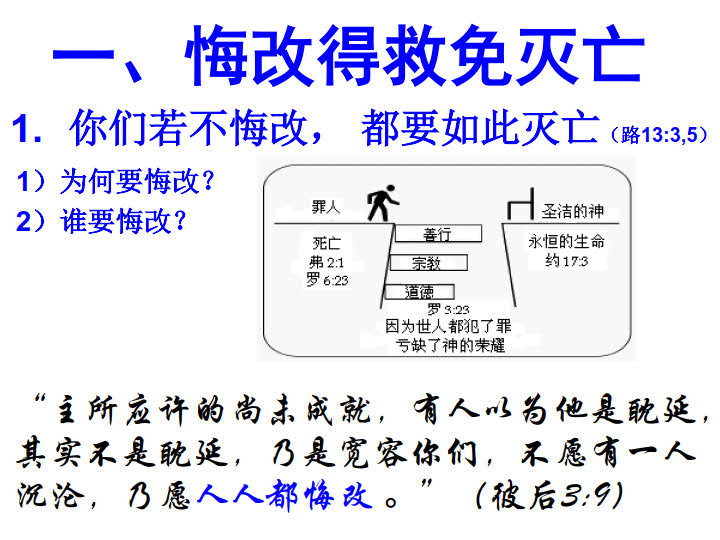 一、悔改得救免灭亡
1. 你们若不悔改， 都要如此灭亡（路13:3,5）
1）为何要悔改？
2）谁要悔改？
罪人
圣洁的神
死亡
弗 2:1
罗 6:23
善行
宗教
道德
永恒的生命
约 17:3
罗 3:23
因为世人都犯了罪
亏缺了神的荣耀
“主所应许的尚未成就，有人以为他是耽延，
其实不是耽延，乃是宽容你们，不愿有一人
沉沦，乃愿人人都悔改 。”（彼后3:9）